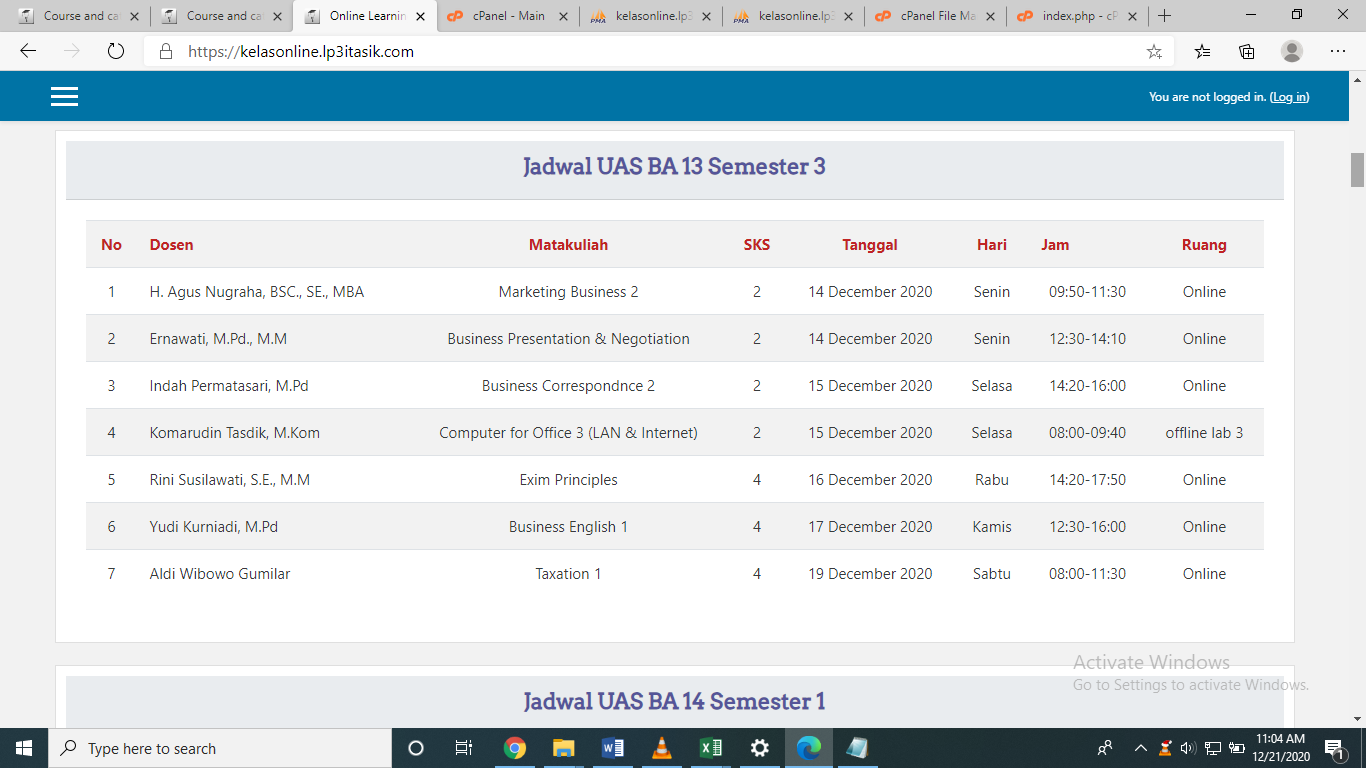 Course and ca
Course and ca
Online Learnin
cPanel - Main
kelasonline.lp3
kelasonline.lp3
cPanel File Ma
index.php - cP
https://kelasonline.lp3itasik.com
You are not logged in. (Log in)
Jadwal UAS BA 13 Semester 3
No Dosen Matakuliah SKS Tanggal Hari Jam Ruang
1 H. Agus Nugraha, BSC., SE., MBA Marketing Business 2 2 14 December 2020 Senin 09:50-11:30 Online
2 Ernawati, M.Pd., M.M Business Presentation & Negotiation 2 14 December 2020 Senin 12:30-14:10 Online
3 Indah Permatasari, M.Pd Business Correspondnce 2 2 15 December 2020 Selasa 14:20-16:00 Online
4 Komarudin Tasdik, M.Kom Computer for Office 3 (LAN & Internet) 2 15 December 2020 Selasa 08:00-09:40 offline lab 3
5 Rini Susilawati, S.E., M.M Exim Principles 4 16 December 2020 Rabu 14:20-17:50 Online
6 Yudi Kurniadi, M.Pd Business English 1 4 17 December 2020 Kamis 12:30-16:00 Online
7 Aldi Wibowo Gumilar Taxation 1 4 19 December 2020 Sabtu 08:00-11:30 Online
Activate Windows
Go to Settings to activate Windows.
Jadwal UAS BA 14 Semester 1
Type here to search
11:04 AM
12/21/2020
1